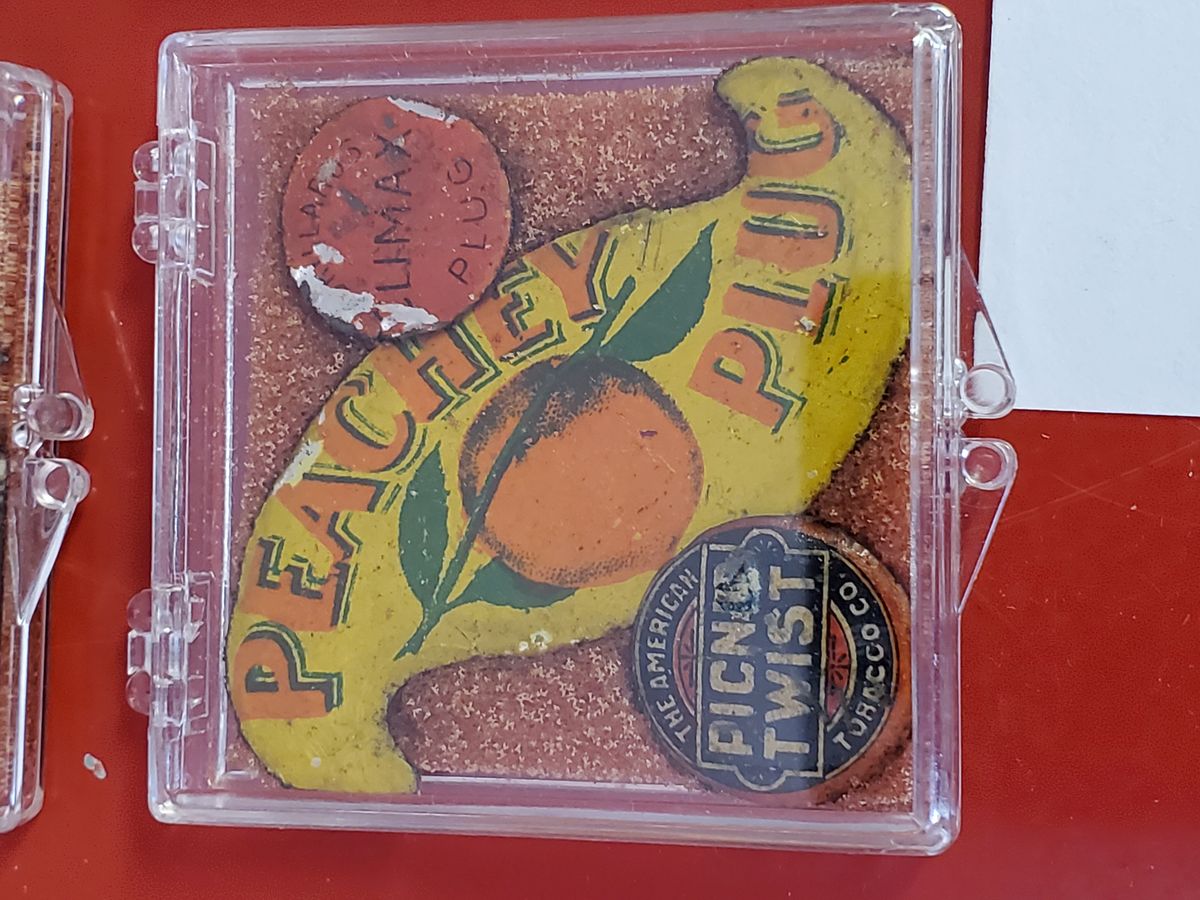 PEACHEY
PLUG
CLIMAX
PLUG
THE AMERICAN
PICNIC
TWIST
TOBACCO CO.